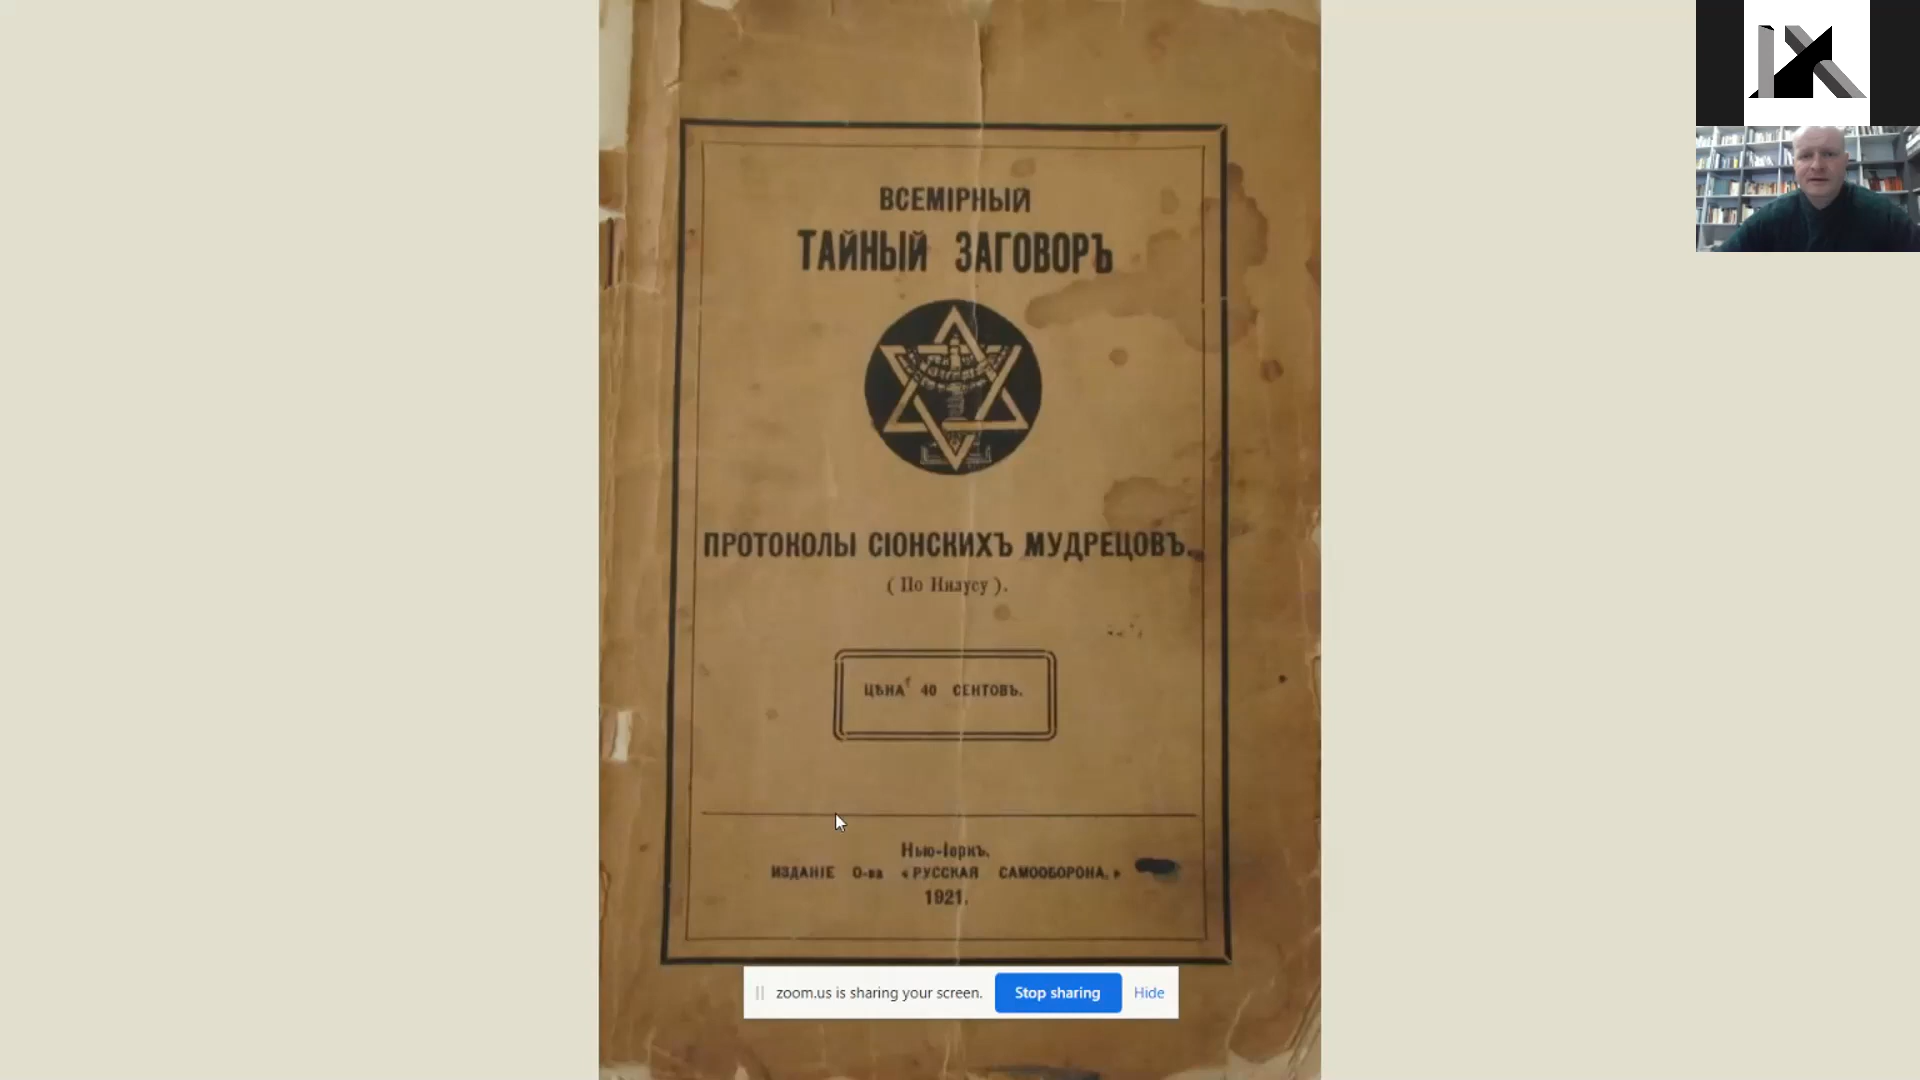 ВСЕМІРНЫЙ
ТАЙНЫЙ ЗАГОВОРЪ
ПРОТОКОЛЫ СІОНСКИХЪ МУДРЕЦОВЪ.
( По Нилусу ).
ЦѢНА 40 СЕНТОВЪ.
Нью-Іоркъ.
ИЗДАНІЕ О-ва «РУССКАЯ САМООБОРОНА.»
1921.
zoom.us is sharing your screen. Stop sharing Hide